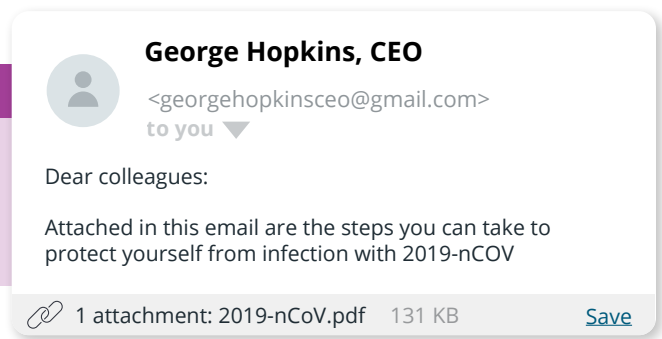 George Hopkins, CEO
<georgehopkinsceo@gmail.com>
to you
Dear colleagues:
Attached in this email are the steps you can take to
protect yourself from infection with 2019-nCOV
1 attachment: 2019-nCoV.pdf 131 KB Save